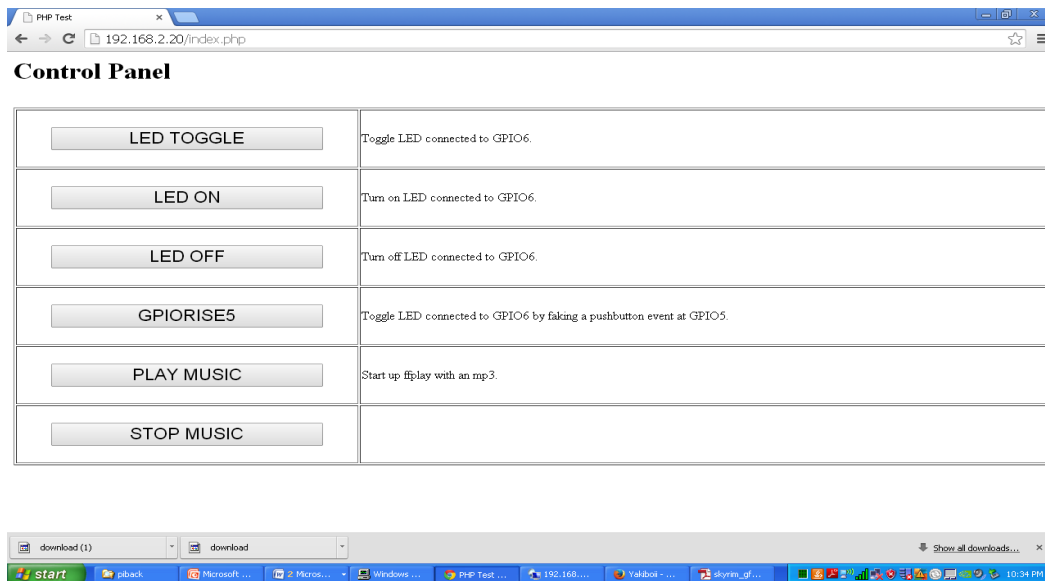 PHP Test
192.168.2.20/index.php
Control Panel
LED TOGGLE
Toggle LED connected to GPIO6.
LED ON
Turn on LED connected to GPIO6.
LED OFF
Turn off LED connected to GPIO6.
GPIORISE5
Toggle LED connected to GPIO6 by faking a pushbutton event at GPIO5.
PLAY MUSIC
Start up ffplay with an mp3.
STOP MUSIC
download (1)
download
Show all downloads...
start
piback
Microsoft ...
2 Micros...
Windows ...
PHP Test ...
192.168....
Yakiboii - ...
skyrim_gf...
10:34 PM